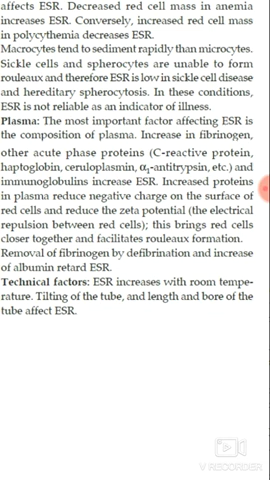 affects ESR. Decreased red cell mass in anemia
increases ESR. Conversely, increased red cell mass
in polycythemia decreases ESR.
Macrocytes tend to sediment rapidly than microcytes.
Sickle cells and spherocytes are unable to form
rouleaux and therefore ESR is low in sickle cell disease
and hereditary spherocytosis. In these conditions,
ESR is not reliable as an indicator of illness.
Plasma: The most important factor affecting ESR is
the composition of plasma. Increase in fibrinogen,
other acute phase proteins (C-reactive protein,
haptoglobin, ceruloplasmin, α₁-antitrypsin, etc.) and
immunoglobulins increase ESR. Increased proteins
in plasma reduce negative charge on the surface of
red cells and reduce the zeta potential (the electrical
repulsion between red cells); this brings red cells
closer together and facilitates rouleaux formation.
Removal of fibrinogen by defibrination and increase
of albumin retard ESR.
Technical factors: ESR increases with room tempe-
rature. Tilting of the tube, and length and bore of the
tube affect ESR.
V RECORDER